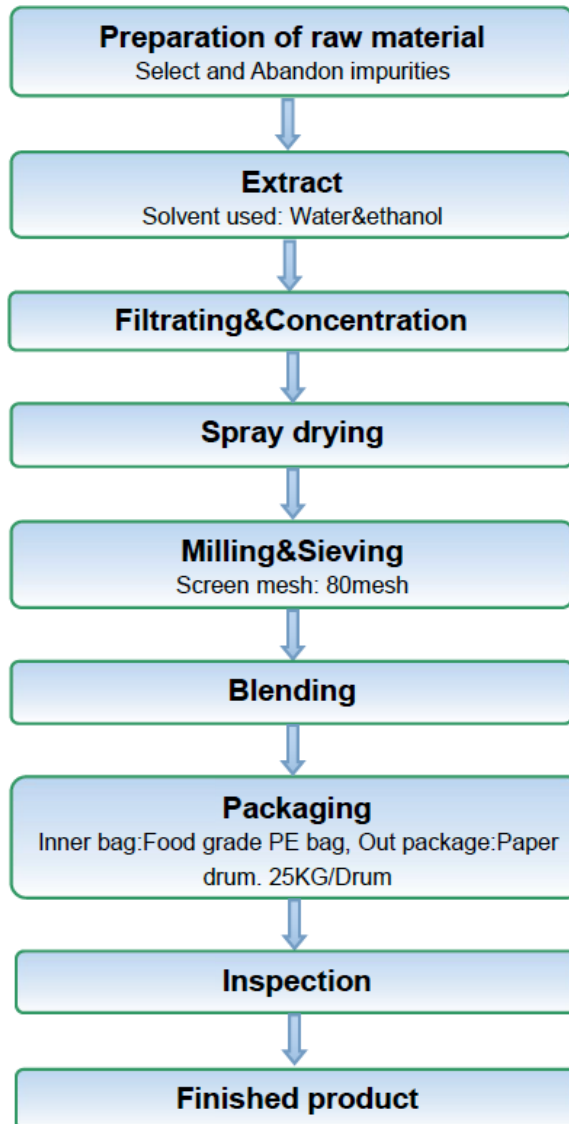 Preparation of raw material
Select and Abandon impurities
Extract
Solvent used: Water&ethanol
Filtrating&Concentration
Spray drying
Milling&Sieving
Screen mesh: 80mesh
Blending
Packaging
Inner bag:Food grade PE bag, Out package:Paper
drum. 25KG/Drum
Inspection
Finished product